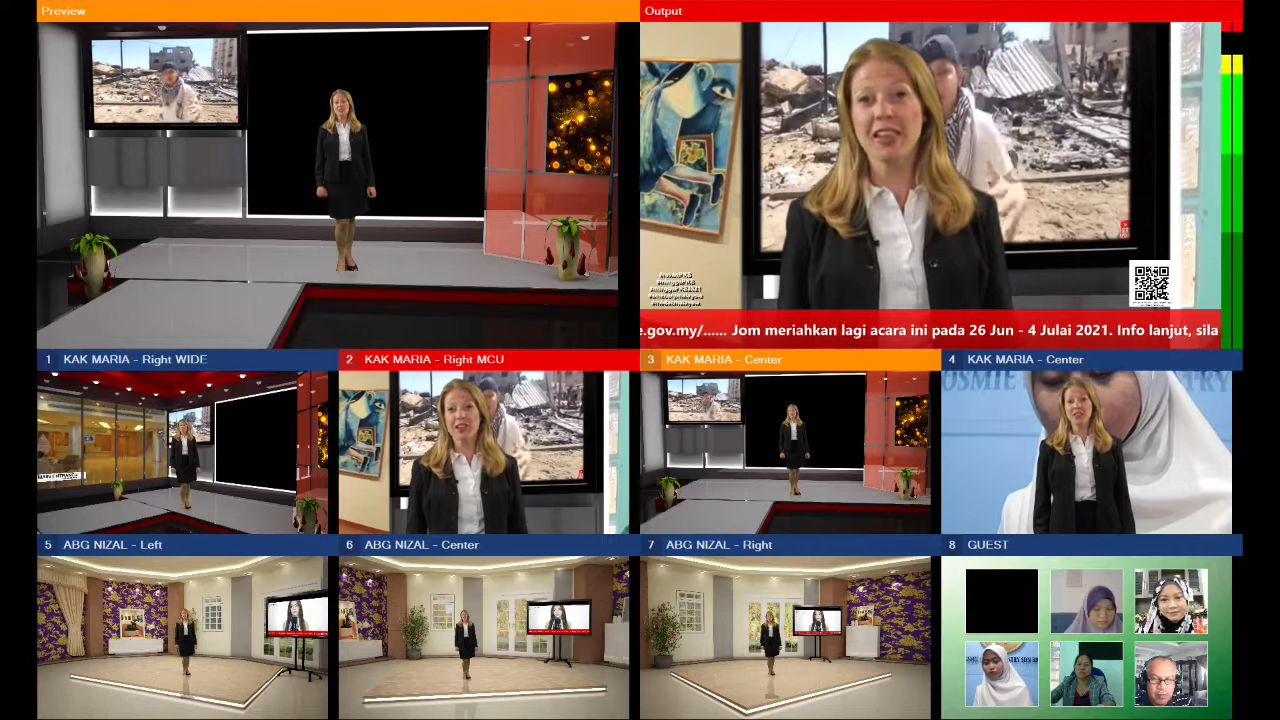 Preview
Output
e.gov.my/...... Jom meriahkan lagi acara ini pada 26 Jun - 4 Julai 2021. Info lanjut, sila
1 KAK MARIA - Right WIDE
2 KAK MARIA - Right MCU
3 KAK MARIA - Center
4 KAK MARIA - Center
5 ABG NIZAL - Left
6 ABG NIZAL - Center
7 ABG NIZAL - Right
8 GUEST